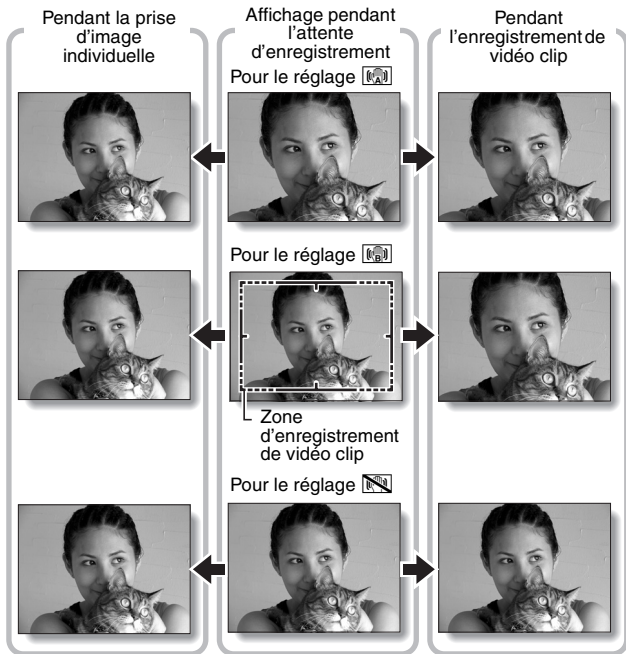 Pendant la prise
d'image
individuelle
Affichage pendant
l'attente
d'enregistrement
Pendant
l'enregistrement de
vidéo clip
Pour le réglage A
Pour le réglage B
Zone
d'enregistrement
de vidéo clip
Pour le réglage